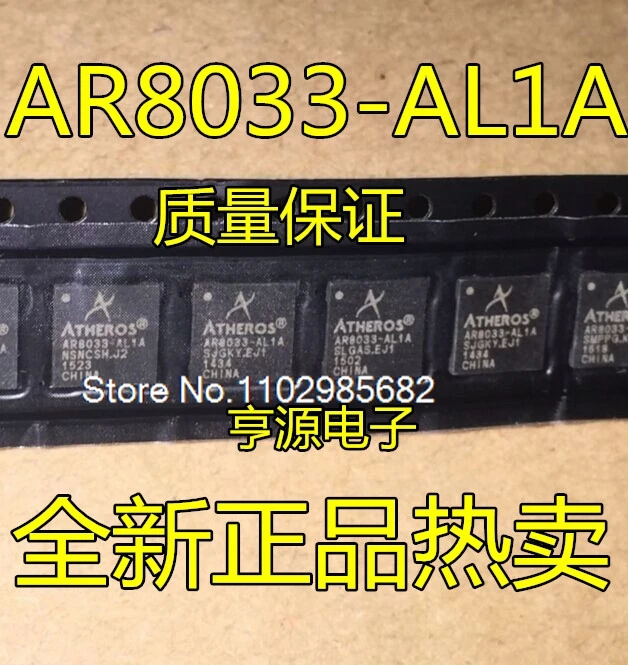 AR8033-AL1A
质量保证
ATHEROS®
AR8033-AL1A
NSNCSH.J2
1523
CHINA
ATHEROS®
AR8033-AL1A
SJGKY.EJ1
1434
CHINA
ATHEROS®
AR8033-AL1A
SLGAS.EJ1
1502
CHINA
ATHEROS®
AR8033-AL1A
SJGKY.EJ1
1434
CHINA
CHINA
Store No.:1102985682
亨源电子
全新正品热卖